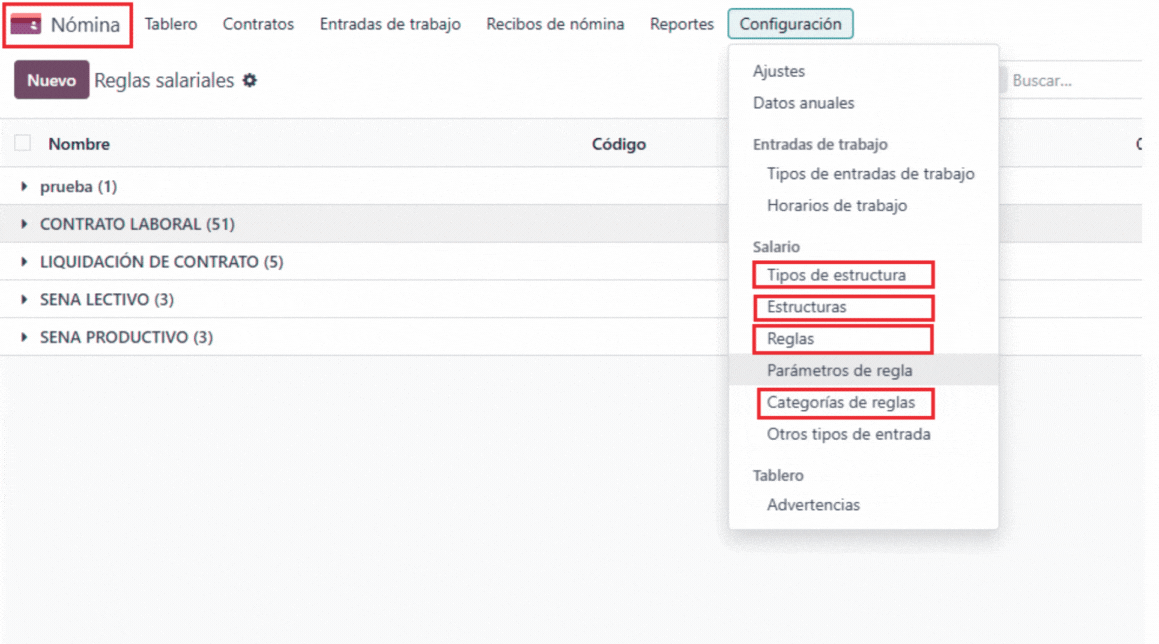 Nómina Tablero Contratos Entradas de trabajo Recibos de nómina Reportes Configuración
Nuevo Reglas salariales
Buscar...
Nombre Código
prueba (1)
CONTRATO LABORAL (51)
LIQUIDACIÓN DE CONTRATO (5)
SENA LECTIVO (3)
SENA PRODUCTIVO (3)
Ajustes
Datos anuales
Entradas de trabajo
Tipos de entradas de trabajo
Horarios de trabajo
Salario
Tipos de estructura
Estructuras
Reglas
Parámetros de regla
Categorías de reglas
Otros tipos de entrada
Tablero
Advertencias